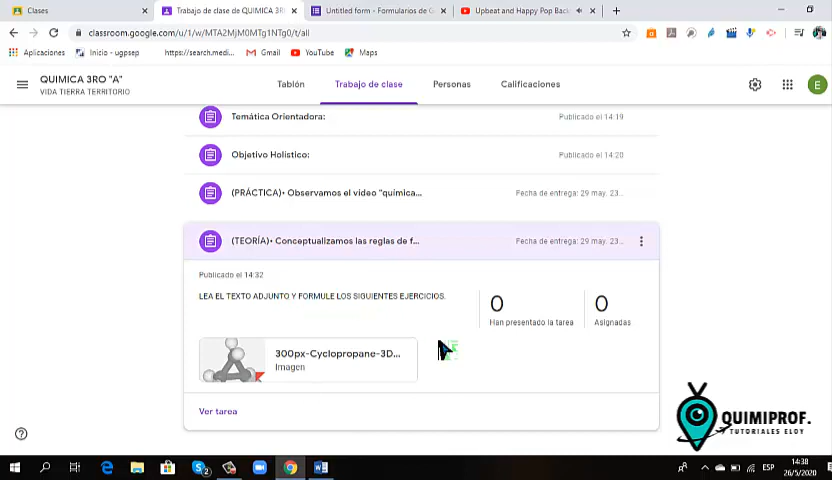 Clases
Trabajo de clase de QUIMICA 3R
Untitled form - Formularios de G
Upbeat and Happy Pop Back
classroom.google.com/u/1/w/MTA2MjM0MTg1NTg0/t/all
Aplicaciones
Inicio - ugpsep
https://search.medi...
Gmail
YouTube
Maps
QUIMICA 3RO "A"
VIDA TIERRA TERRITORIO
Tablón
Trabajo de clase
Personas
Calificaciones
E
Temática Orientadora:
Publicado el 14:19
Objetivo Holístico:
Publicado el 14:20
(PRÁCTICA)• Observamos el video "química...
Fecha de entrega: 29 may. 23...
(TEORÍA)• Conceptualizamos las reglas de f...
Fecha de entrega: 29 may. 23...
Publicado el 14:32
LEA EL TEXTO ADJUNTO Y FORMULE LOS SIGUIENTES EJERCICIOS.
0
Han presentado la tarea
0
Asignadas
300px-Cyclopropane-3D...
Imagen
Ver tarea
QUIMIPROF.
TUTORIALES ELOY
ESP
14:38
26/5/2020